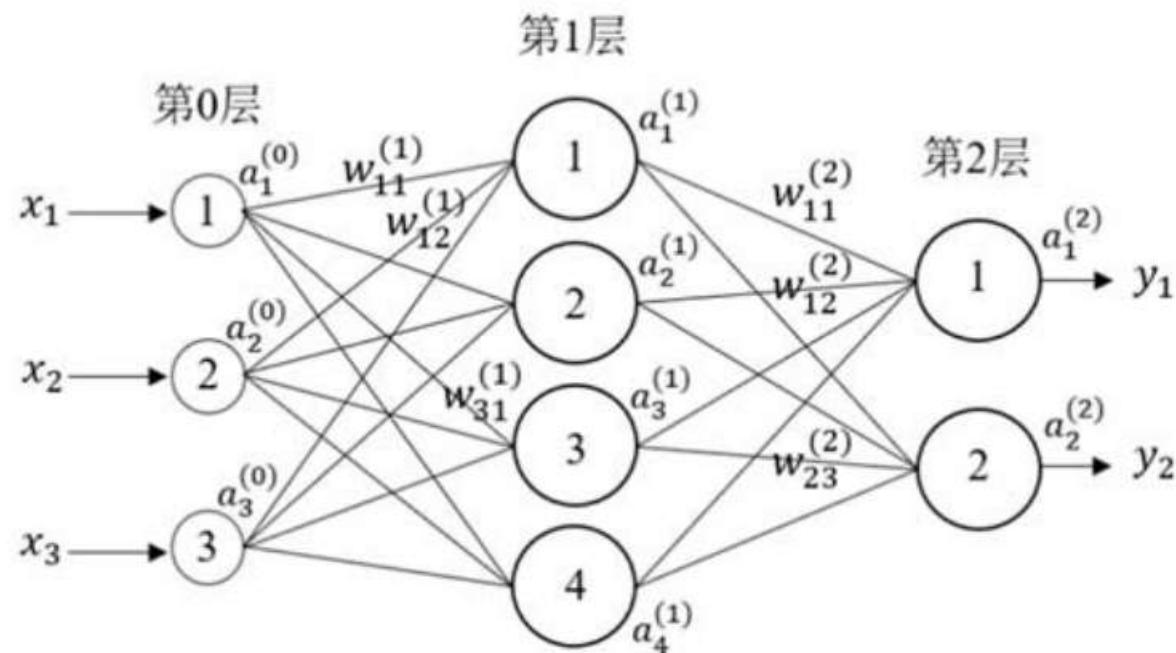 第1层
第0层
第2层
a_1^{(0)}
w_{11}^{(1)}
w_{12}^{(1)}
1
a_1^{(1)}
w_{11}^{(2)}
x_1
1
a_2^{(1)}
w_{12}^{(2)}
1
a_1^{(2)}
y_1
2
a_2^{(0)}
x_2
2
w_{31}^{(1)}
a_3^{(1)}
3
w_{23}^{(2)}
2
a_2^{(2)}
y_2
a_3^{(0)}
x_3
3
4
a_4^{(1)}